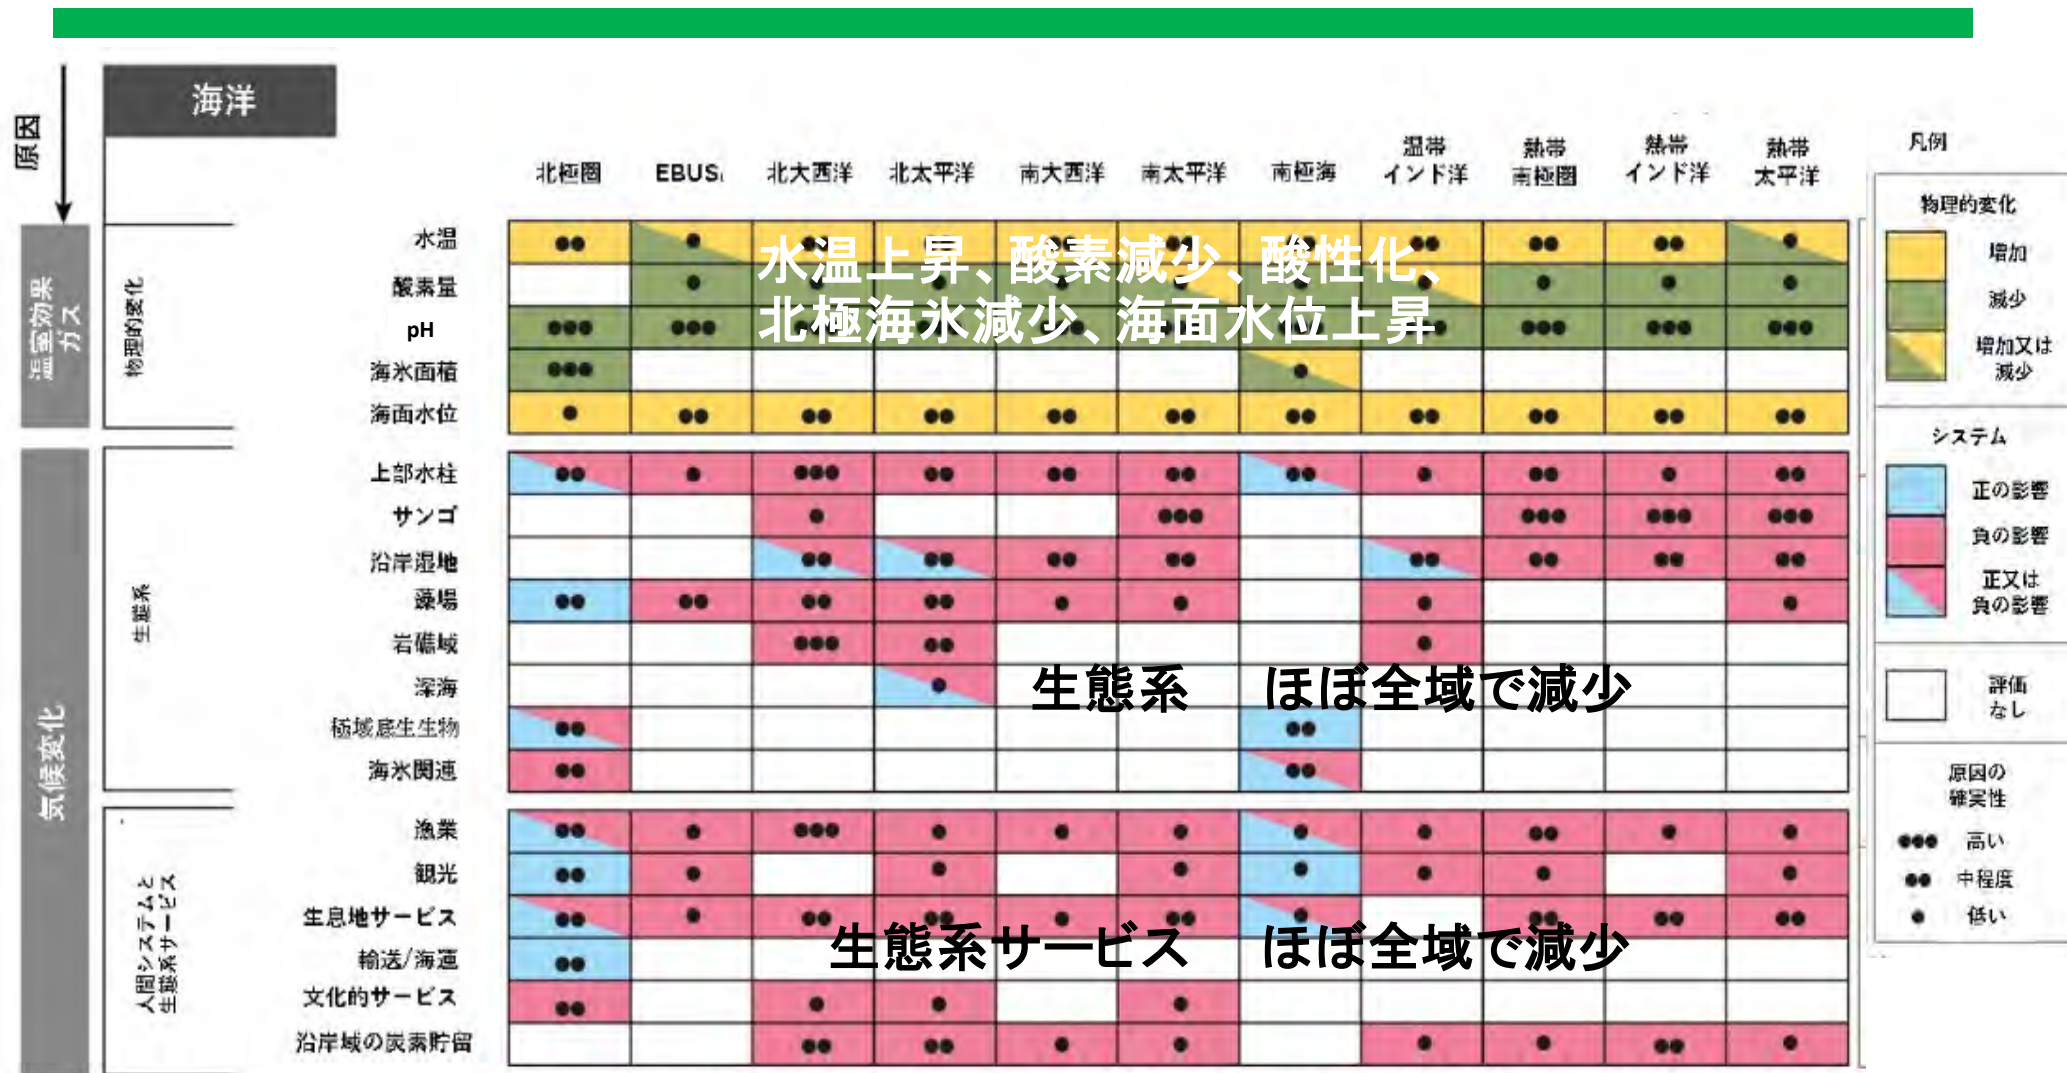 海洋
原因
北極圏
EBUS
北大西洋
北太平洋
南大西洋
南太平洋
南極海
温帯
インド洋
熱帯
南極圏
熱帯
インド洋
熱帯
太平洋
凡例
温室効果
ガス
物理的変化
水温
酸素量
pH
海氷面積
海面水位
水温上昇、酸素減少、酸性化、
北極海氷減少、海面水位上昇
気候変化
生態系
上部水柱
サンゴ
沿岸湿地
藻場
岩礁域
深海
極域底生生物
海氷関連
生態系 ほぼ全域で減少
人間システムと
生態系サービス
漁業
観光
生息地サービス
輸送/海運
文化的サービス
沿岸域の炭素貯留
生態系サービス ほぼ全域で減少
物理的変化
増加
減少
増加又は
減少
システム
正の影響
負の影響
正又は
負の影響
評価
なし
原因の
確実性
●●● 高い
●● 中程度
● 低い